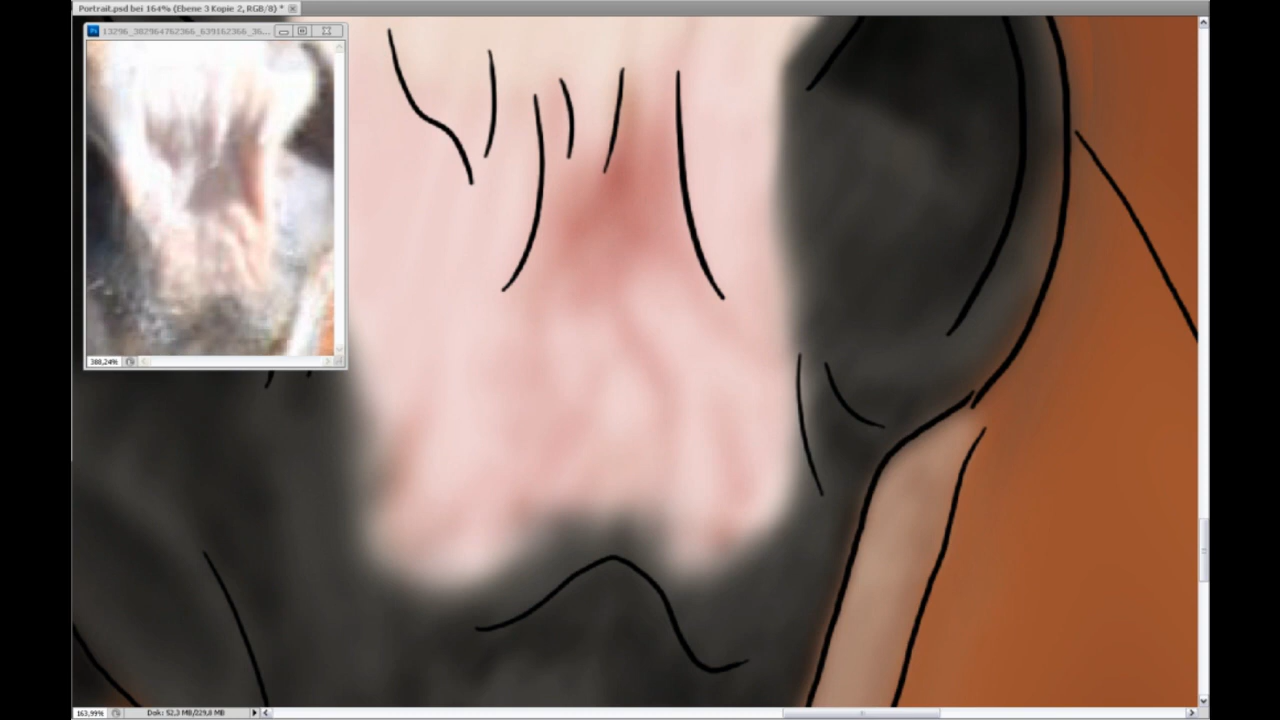 Portrait.psd bei 164% (Ebene 3 Kopie 2, RGB/8) *
13296_382964762366_639162366_36...
388,24%
163,99%
Dok: 52,3 MB/229,8 MB